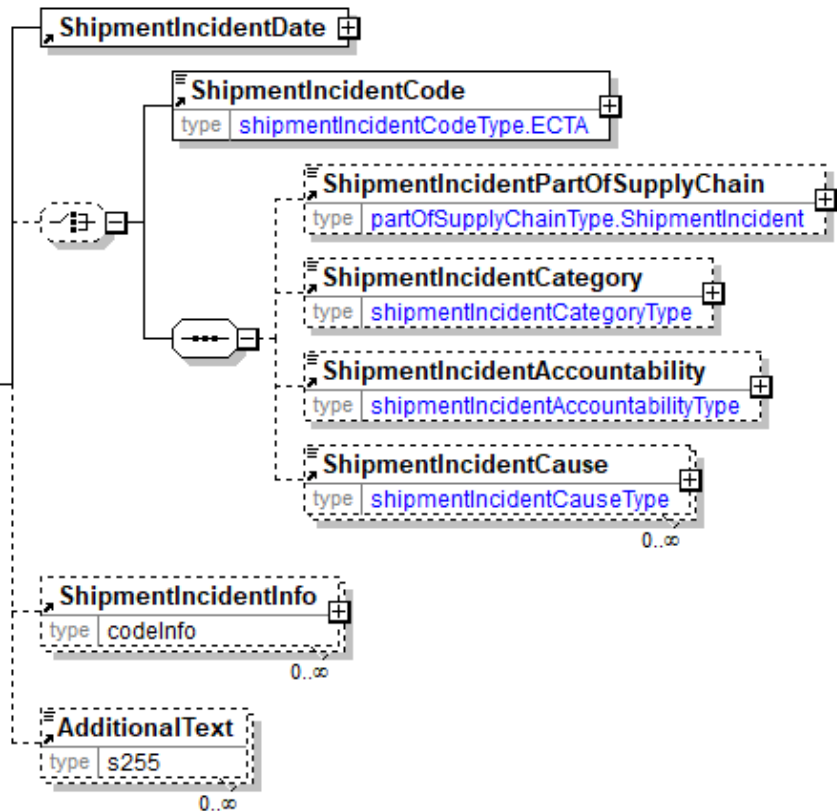 ShipmentIncidentDate
ShipmentIncidentCode
type shipmentIncidentCodeType.ECTA
ShipmentIncidentPartOfSupplyChain
type partOfSupplyChainType.ShipmentIncident
ShipmentIncidentCategory
type shipmentIncidentCategoryType
ShipmentIncidentAccountability
type shipmentIncidentAccountabilityType
ShipmentIncidentCause
type shipmentIncidentCauseType
0..∞
ShipmentIncidentInfo
type codeInfo
0..∞
AdditionalText
type s255
0..∞